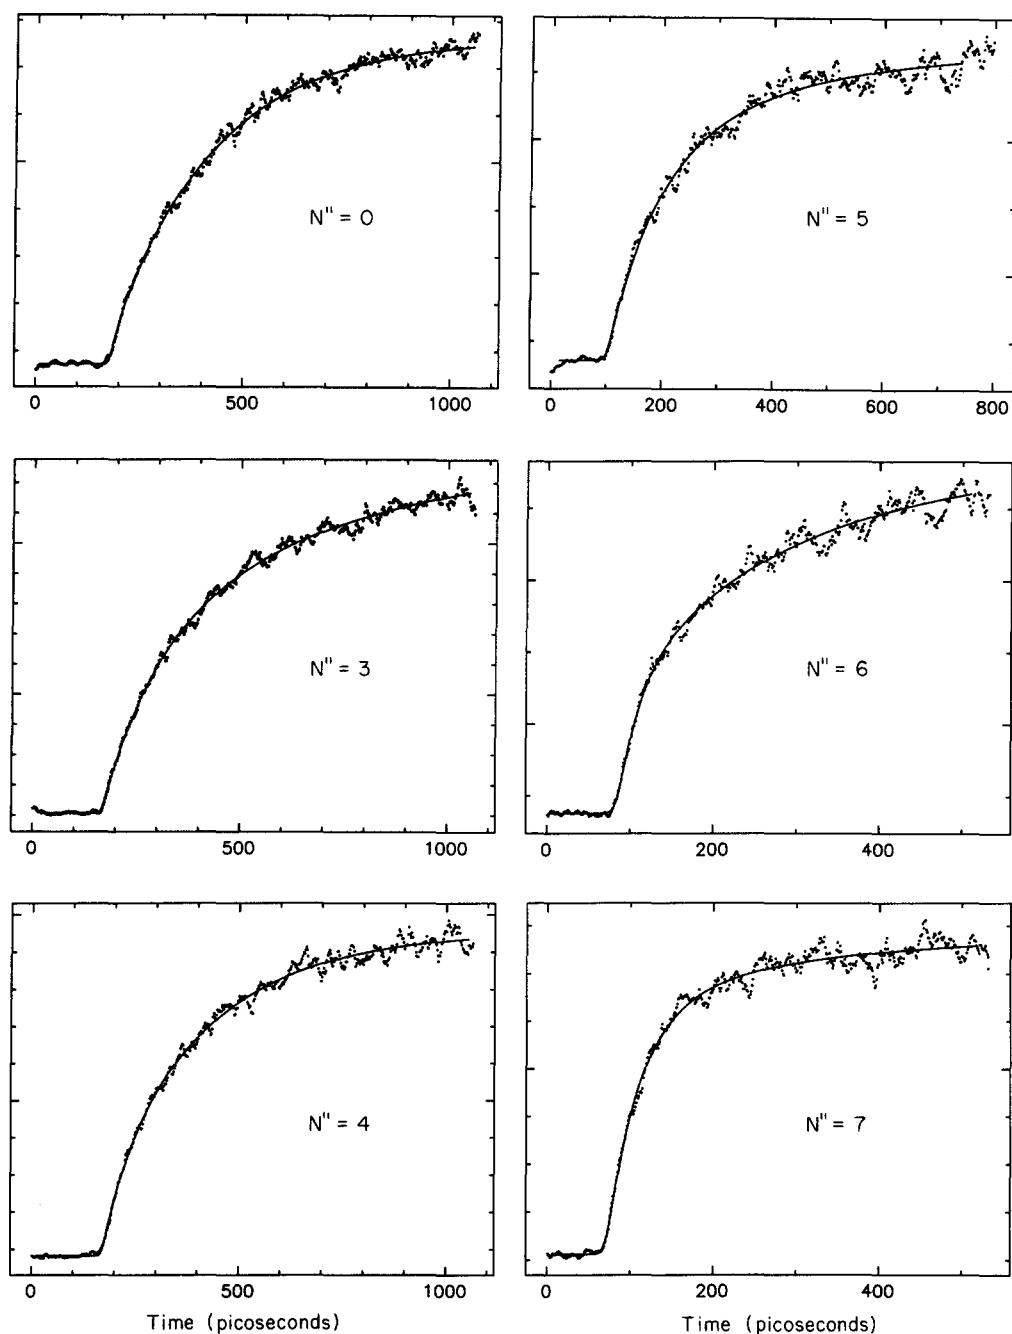 N" = 0
0 500 1000
N" = 5
0 200 400 600 800
N" = 3
0 500 1000
N" = 6
0 200 400
N" = 4
0 500 1000
Time (picoseconds)
N" = 7
0 200 400
Time (picoseconds)